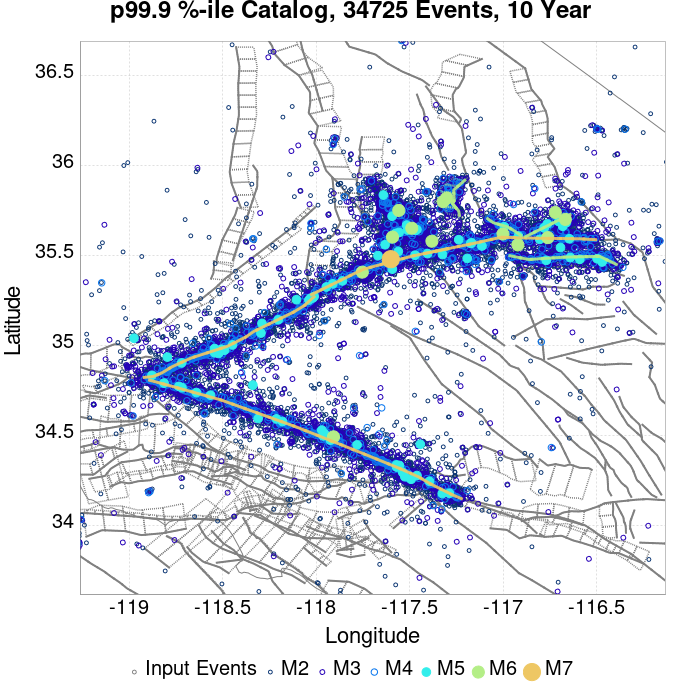 p99.9 %-ile Catalog, 34725 Events, 10 Year
36.5
36
35.5
35
34.5
34
Latitude
-119
-118.5
-118
-117.5
-117
-116.5
Longitude
Input Events
M2
M3
M4
M5
M6
M7